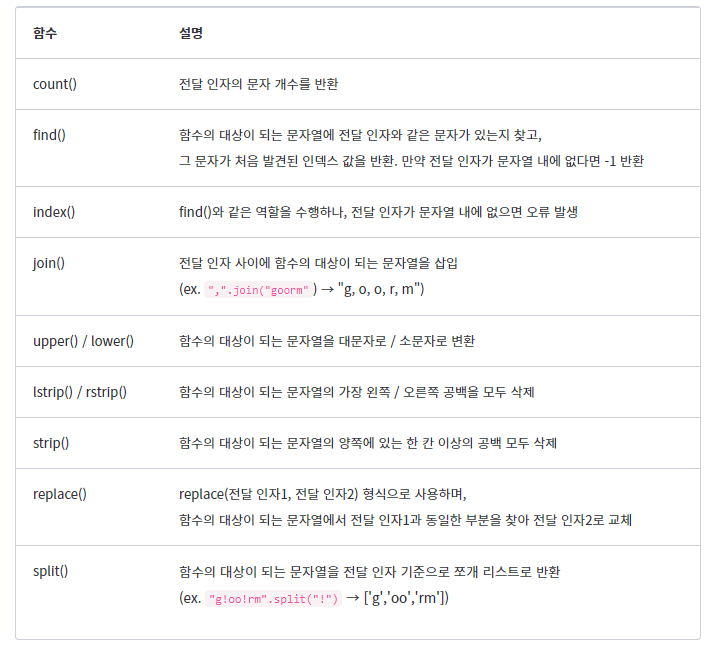 함수 설명
count() 전달 인자의 문자 개수를 반환
find() 함수의 대상이 되는 문자열에 전달 인자와 같은 문자가 있는지 찾고,
그 문자가 처음 발견된 인덱스 값을 반환. 만약 전달 인자가 문자열 내에 없다면 -1 반환
index() find()와 같은 역할을 수행하나, 전달 인자가 문자열 내에 없으면 오류 발생
join() 전달 인자 사이에 함수의 대상이 되는 문자열을 삽입
(ex. ",".join("goorm" ) → "g, o, o, r, m")
upper() / lower() 함수의 대상이 되는 문자열을 대문자로 / 소문자로 변환
lstrip() / rstrip() 함수의 대상이 되는 문자열의 가장 왼쪽 / 오른쪽 공백을 모두 삭제
strip() 함수의 대상이 되는 문자열의 양쪽에 있는 한 칸 이상의 공백 모두 삭제
replace() replace(전달 인자1, 전달 인자2) 형식으로 사용하며,
함수의 대상이 되는 문자열에서 전달 인자1과 동일한 부분을 찾아 전달 인자2로 교체
split() 함수의 대상이 되는 문자열을 전달 인자 기준으로 쪼개 리스트로 반환
(ex. "g!oo!rm".split("!") → ['g','oo','rm'])